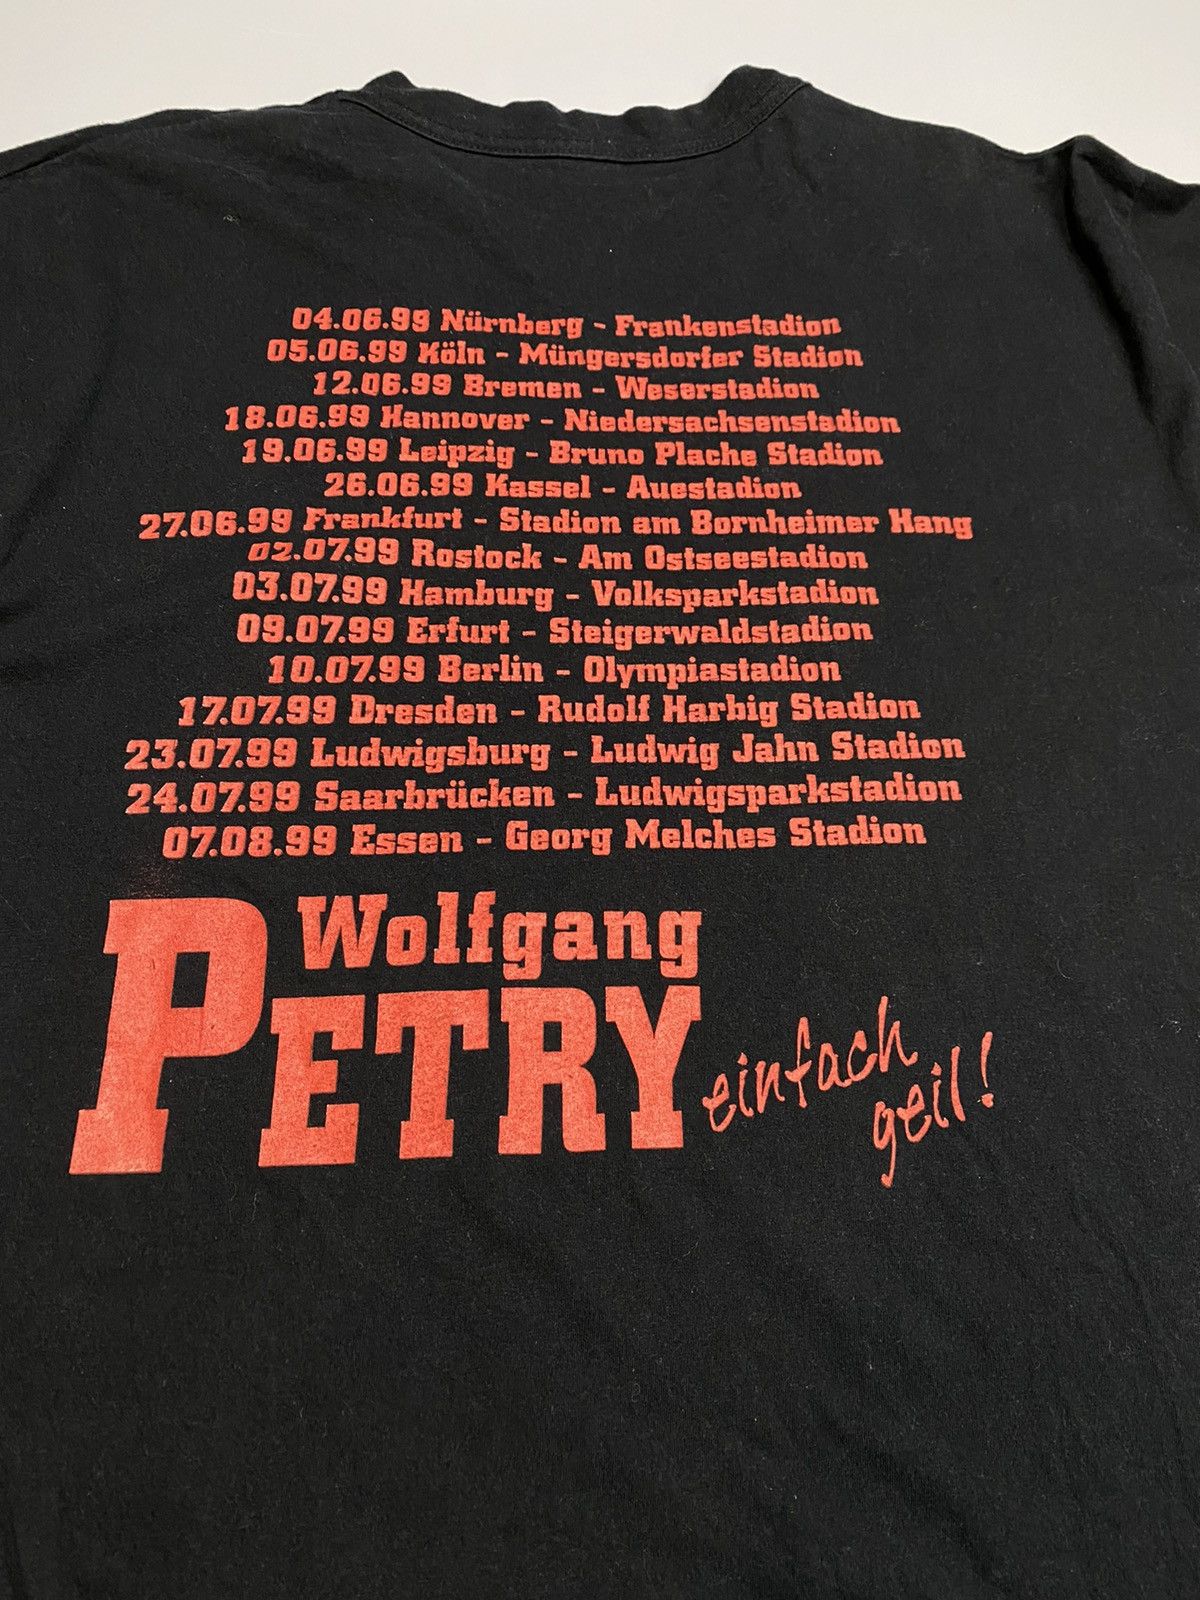 04.06.99 Nürnberg - Frankenstadion
05.06.99 Köln - Müngersdorfer Stadion
12.06.99 Bremen - Weserstadion
18.06.99 Hannover - Niedersachsenstadion
19.06.99 Leipzig - Bruno Plache Stadion
26.06.99 Kassel - Auestadion
27.06.99 Frankfurt - Stadion am Bornheimer Hang
02.07.99 Rostock - Am Ostseestadion
03.07.99 Hamburg - Volksparkstadion
09.07.99 Erfurt - Steigerwaldstadion
10.07.99 Berlin - Olympiastadion
17.07.99 Dresden - Rudolf Harbig Stadion
23.07.99 Ludwigsburg - Ludwig Jahn Stadion
24.07.99 Saarbrücken - Ludwigsparkstadion
07.08.99 Essen - Georg Melches Stadion
Wolfgang
PETRY
einfach
geil!